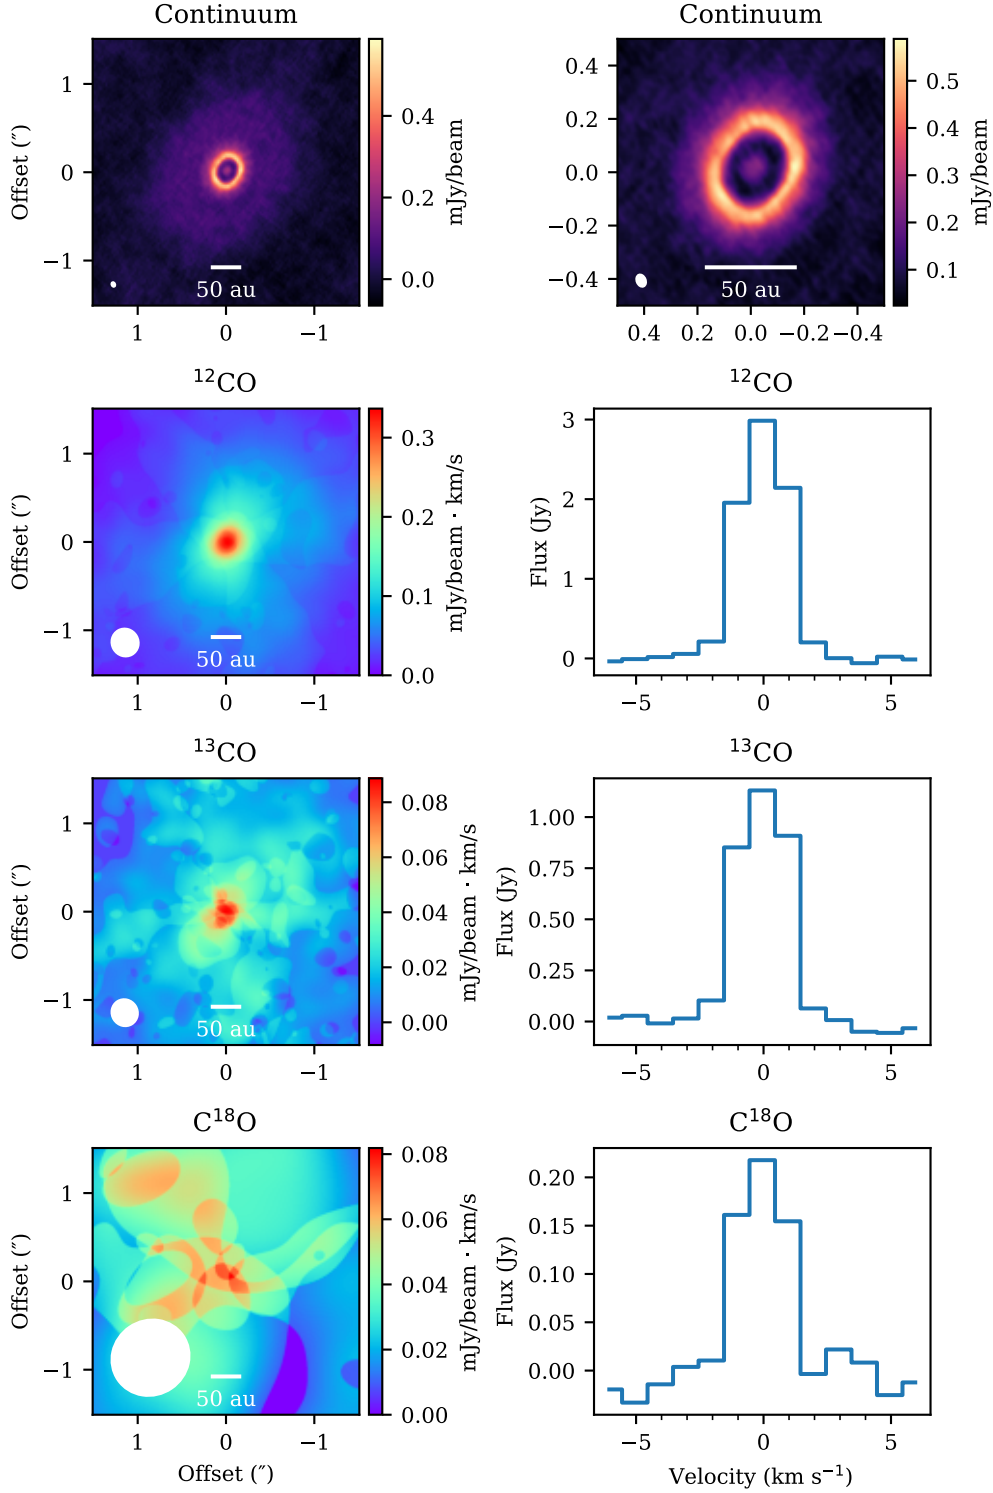 Continuum
Continuum
Offset (″)
1
0
−1
50 au
1
0
−1
0.4
0.2
0.0
mJy/beam
0.4
0.2
0.0
−0.2
−0.4
50 au
0.4
0.2
0.0
−0.2
−0.4
0.5
0.4
0.3
0.2
0.1
mJy/beam
¹²CO
¹²CO
Offset (″)
1
0
−1
50 au
1
0
−1
0.3
0.2
0.1
0.0
mJy/beam · km/s
Flux (Jy)
3
2
1
0
−5
0
5
¹³CO
¹³CO
Offset (″)
1
0
−1
50 au
1
0
−1
0.08
0.06
0.04
0.02
0.00
mJy/beam · km/s
Flux (Jy)
1.00
0.75
0.50
0.25
0.00
−5
0
5
C¹⁸O
C¹⁸O
Offset (″)
1
0
−1
50 au
1
0
−1
Offset (″)
0.08
0.06
0.04
0.02
0.00
mJy/beam · km/s
Flux (Jy)
0.20
0.15
0.10
0.05
0.00
−5
0
5
Velocity (km s⁻¹)